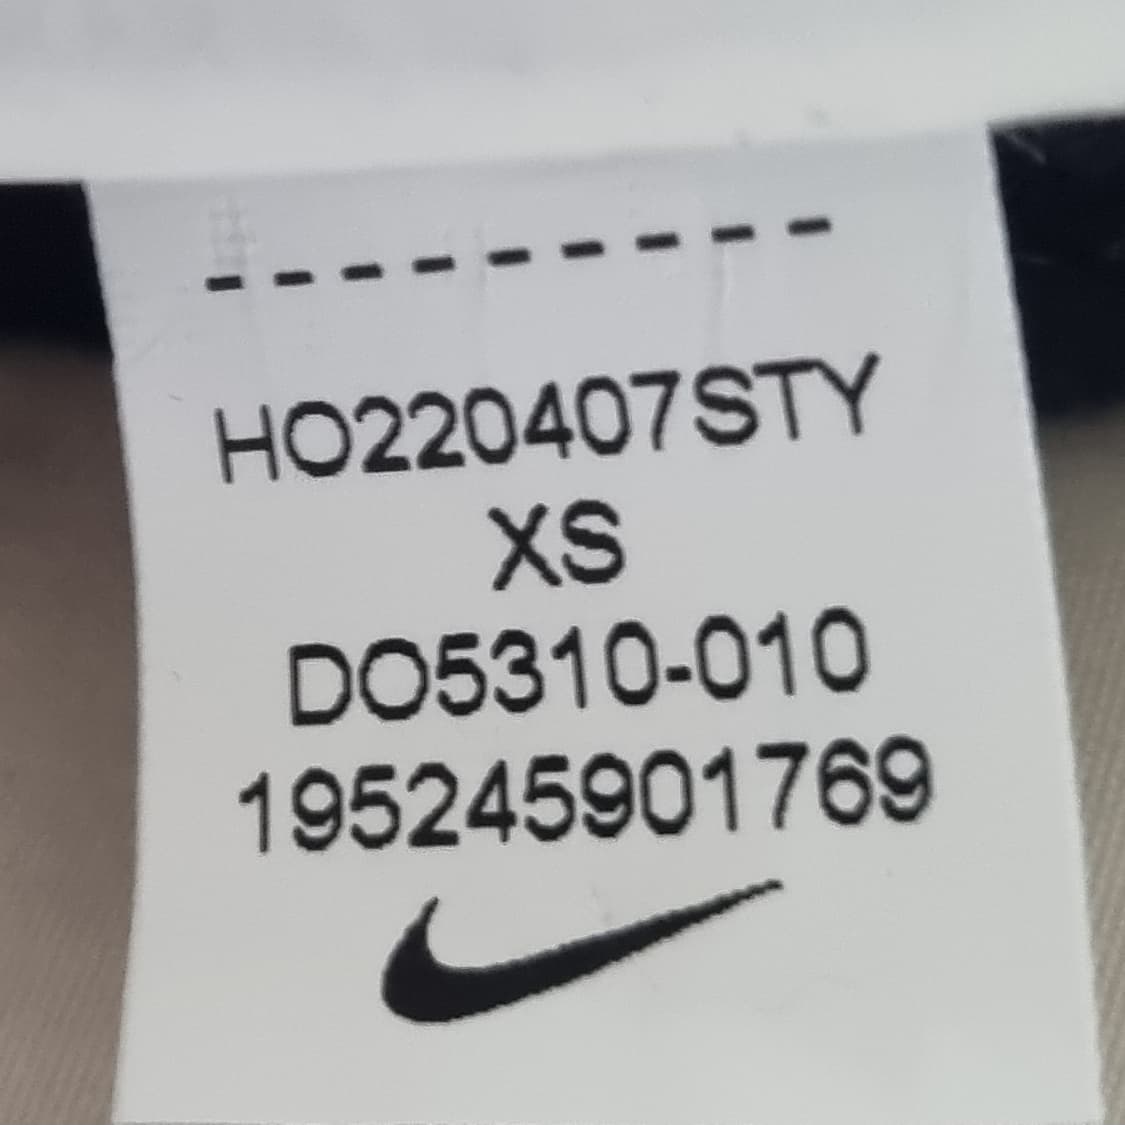 ---------
HO220407STY
XS
DO5310-010
195245901769